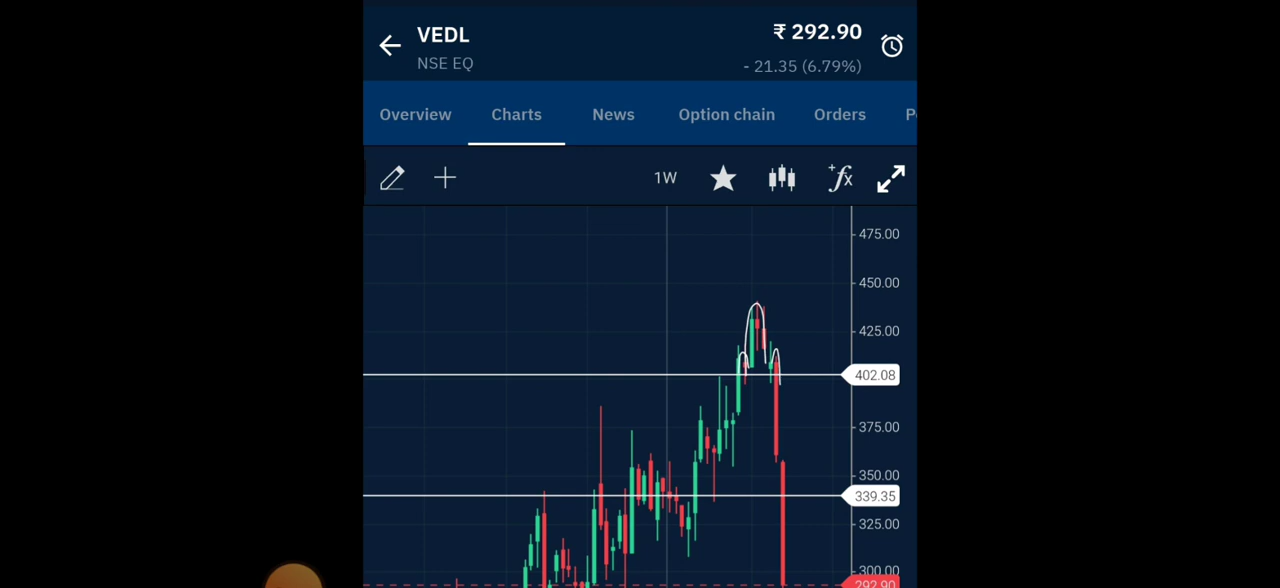 VEDL
₹ 292.90
NSE EQ
- 21.35 (6.79%)
Overview
Charts
News
Option chain
Orders
1W
+fx
475.00
450.00
425.00
402.08
375.00
350.00
339.35
325.00
300.00
292.90